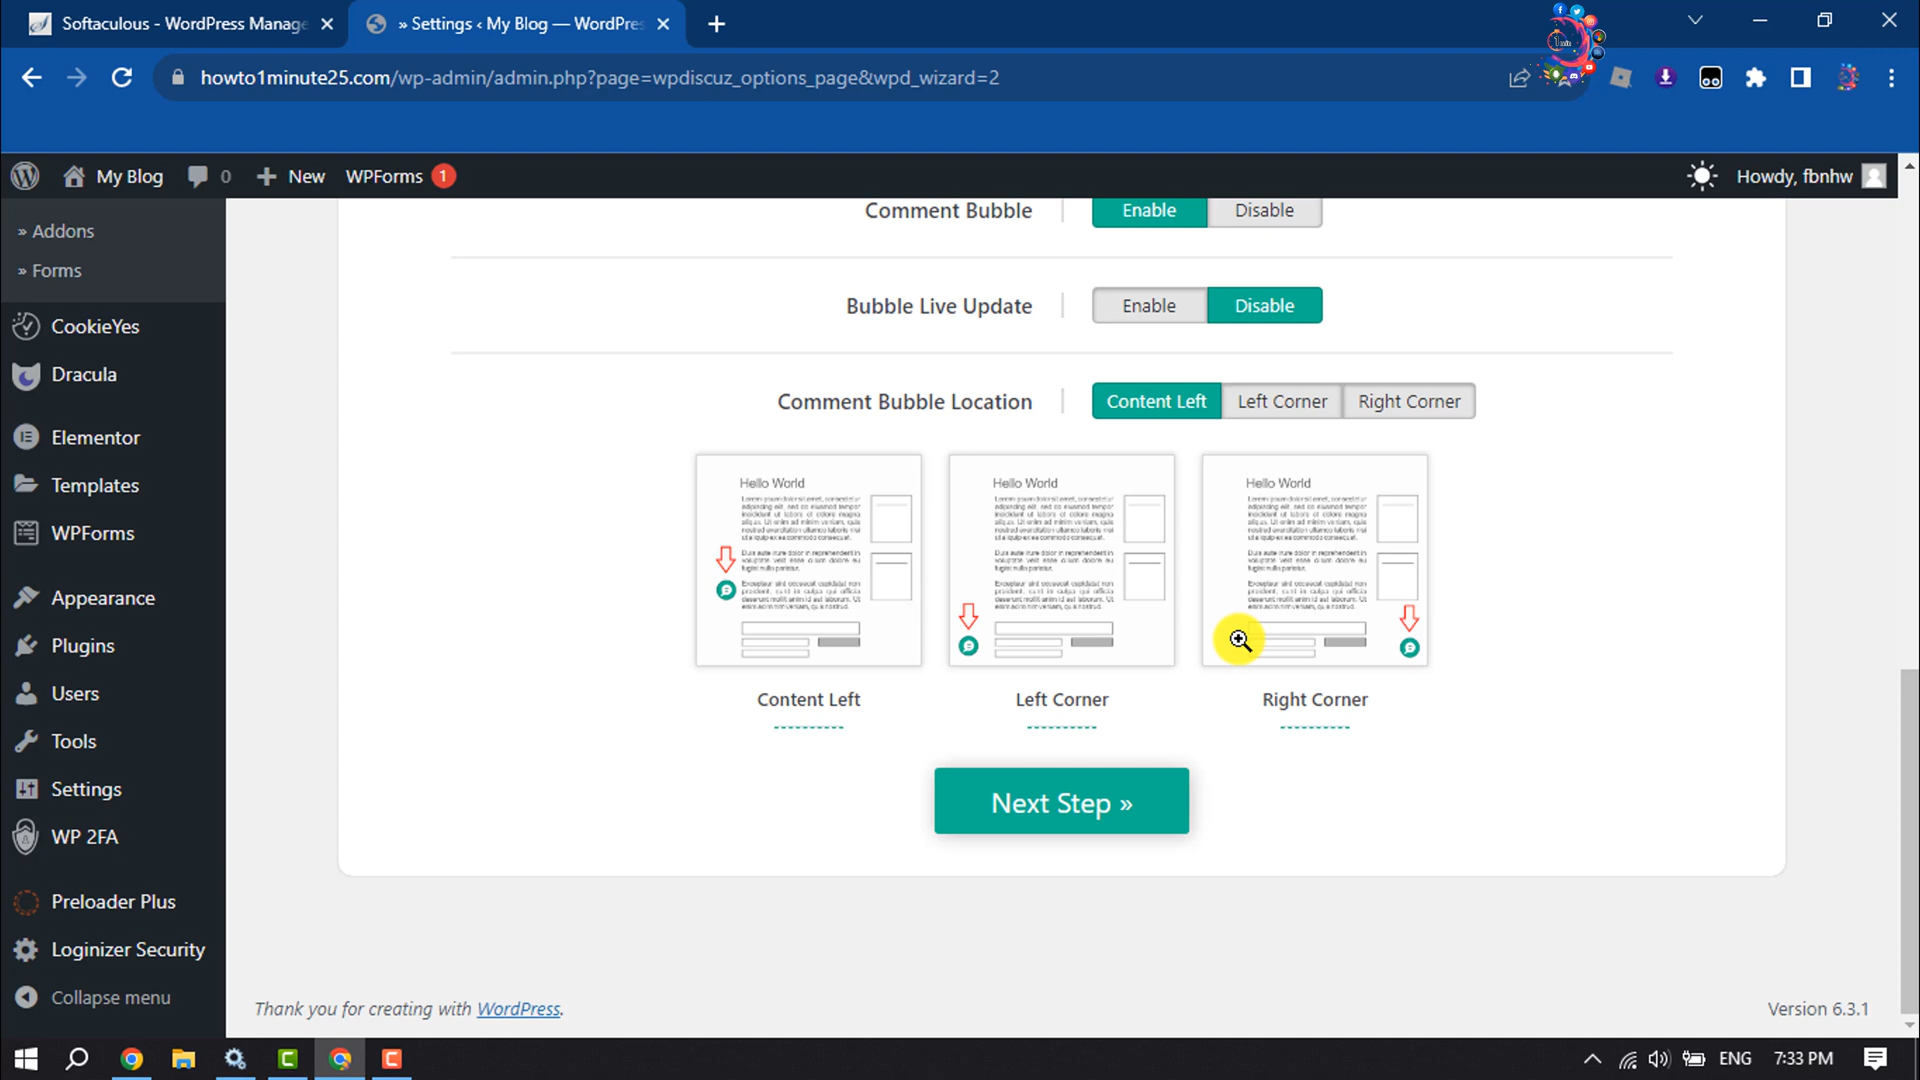 Softaculous - WordPress Manage
» Settings ‹ My Blog — WordPres
howto1minute25.com/wp-admin/admin.php?page=wpdiscuz_options_page&wpd_wizard=2
My Blog 0 New WPForms 1
Howdy, fbnhw
» Addons
» Forms
CookieYes
Dracula
Elementor
Templates
WPForms
Appearance
Plugins
Users
Tools
Settings
WP 2FA
Preloader Plus
Loginizer Security
Collapse menu
Comment Bubble Enable Disable
Bubble Live Update Enable Disable
Comment Bubble Location Content Left Left Corner Right Corner
Hello World Hello World Hello World
Content Left Left Corner Right Corner
Next Step »
Thank you for creating with WordPress.
Version 6.3.1
ENG 7:33 PM